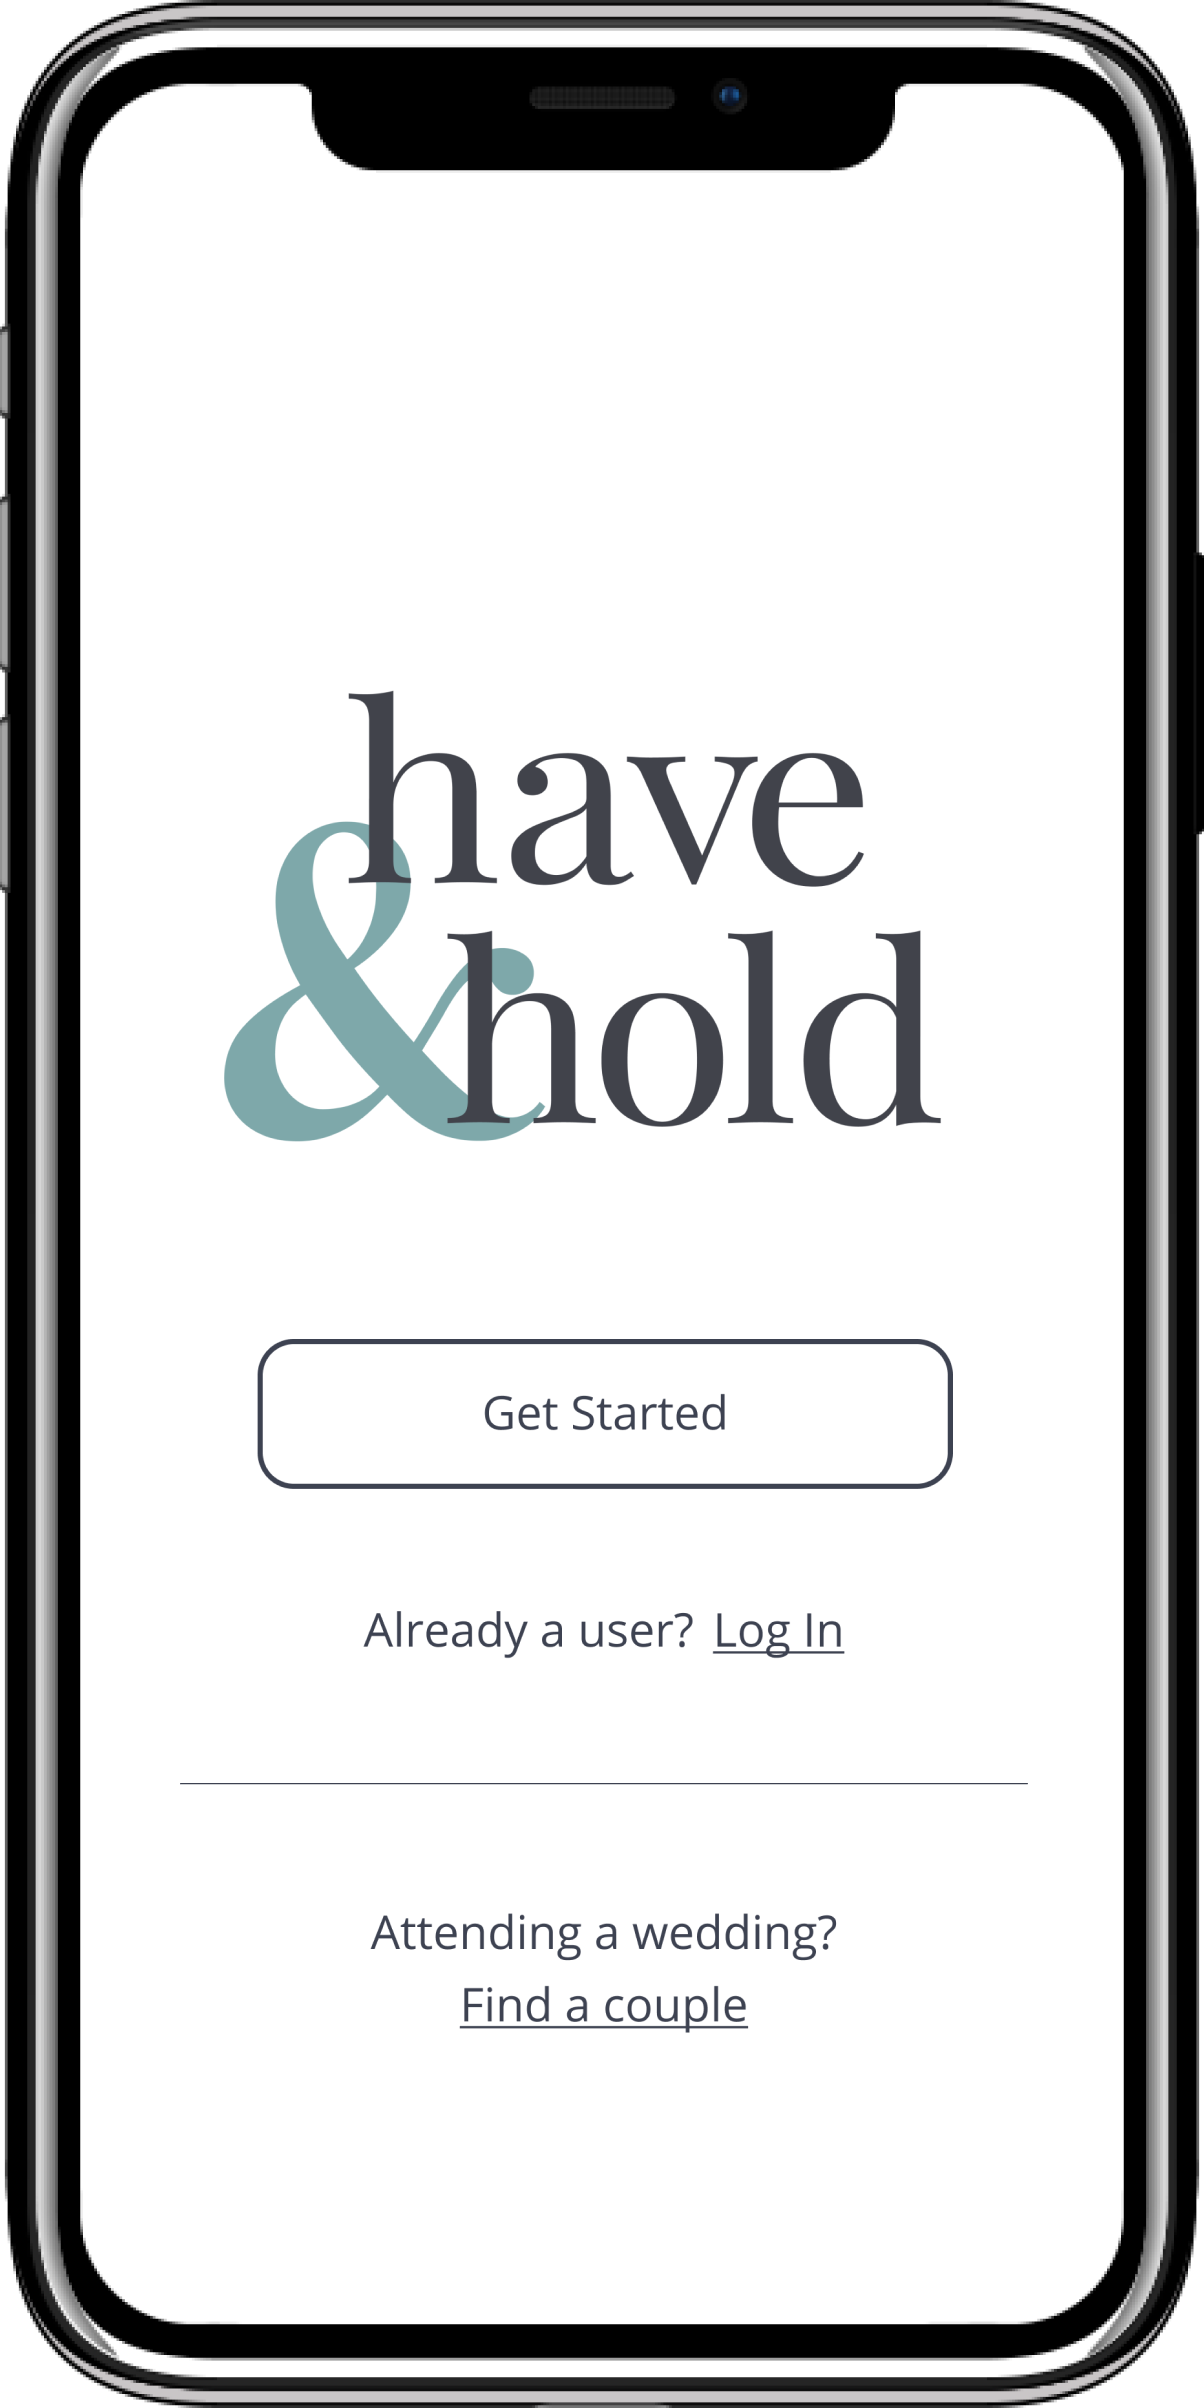 have
& hold
Get Started
Already a user? Log In
Attending a wedding?
Find a couple